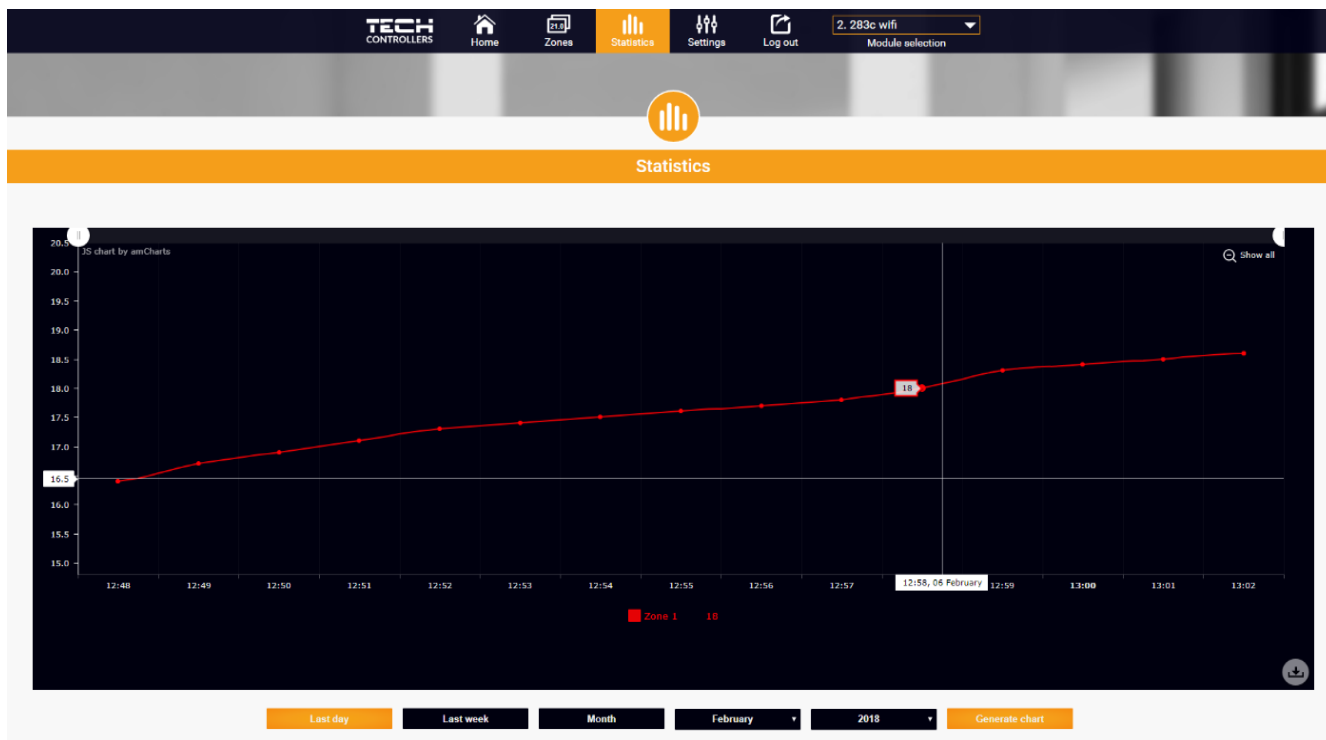 TECH
CONTROLLERS
Home
21.0
Zones
Statistics
Settings
Log out
2. 283c wifi
Module selection
Statistics
JS chart by amCharts
Show all
20.5
20.0
19.5
19.0
18.5
18.0
17.5
17.0
16.5
16.0
15.5
15.0
18
12:48 12:49 12:50 12:51 12:52 12:53 12:54 12:55 12:56 12:57 12:58, 06 February 12:59 13:00 13:01 13:02
Zone 1 18
Last day Last week Month February 2018 Generate chart